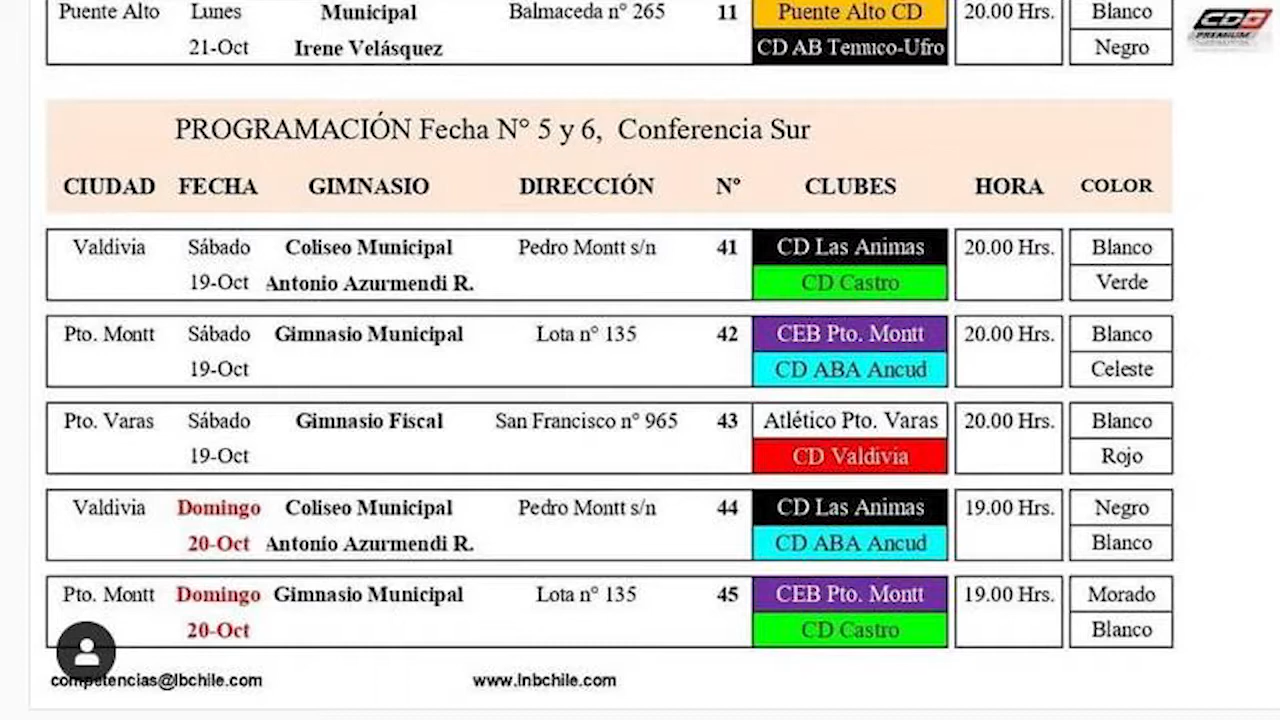 Puente Alto Lunes Municipal Balmaceda n° 265 11 Puente Alto CD 20.00 Hrs. Blanco
21-Oct Irene Velásquez CD AB Temuco-Ufro Negro
CDO
PREMIUM
PROGRAMACIÓN Fecha N° 5 y 6, Conferencia Sur
CIUDAD FECHA GIMNASIO DIRECCIÓN Nº CLUBES HORA COLOR
Valdivia Sábado Coliseo Municipal Pedro Montt s/n 41 CD Las Animas 20.00 Hrs. Blanco
19-Oct Antonio Azurmendi R. CD Castro Verde
Pto. Montt Sábado Gimnasio Municipal Lota n° 135 42 CEB Pto. Montt 20.00 Hrs. Blanco
19-Oct CD ABA Ancud Celeste
Pto. Varas Sábado Gimnasio Fiscal San Francisco n° 965 43 Atlético Pto. Varas 20.00 Hrs. Blanco
19-Oct CD Valdivia Rojo
Valdivia Domingo Coliseo Municipal Pedro Montt s/n 44 CD Las Animas 19.00 Hrs. Negro
20-Oct Antonio Azurmendi R. CD ABA Ancud Blanco
Pto. Montt Domingo Gimnasio Municipal Lota n° 135 45 CEB Pto. Montt 19.00 Hrs. Morado
20-Oct CD Castro Blanco
competencias@lbchile.com www.lnbchile.com